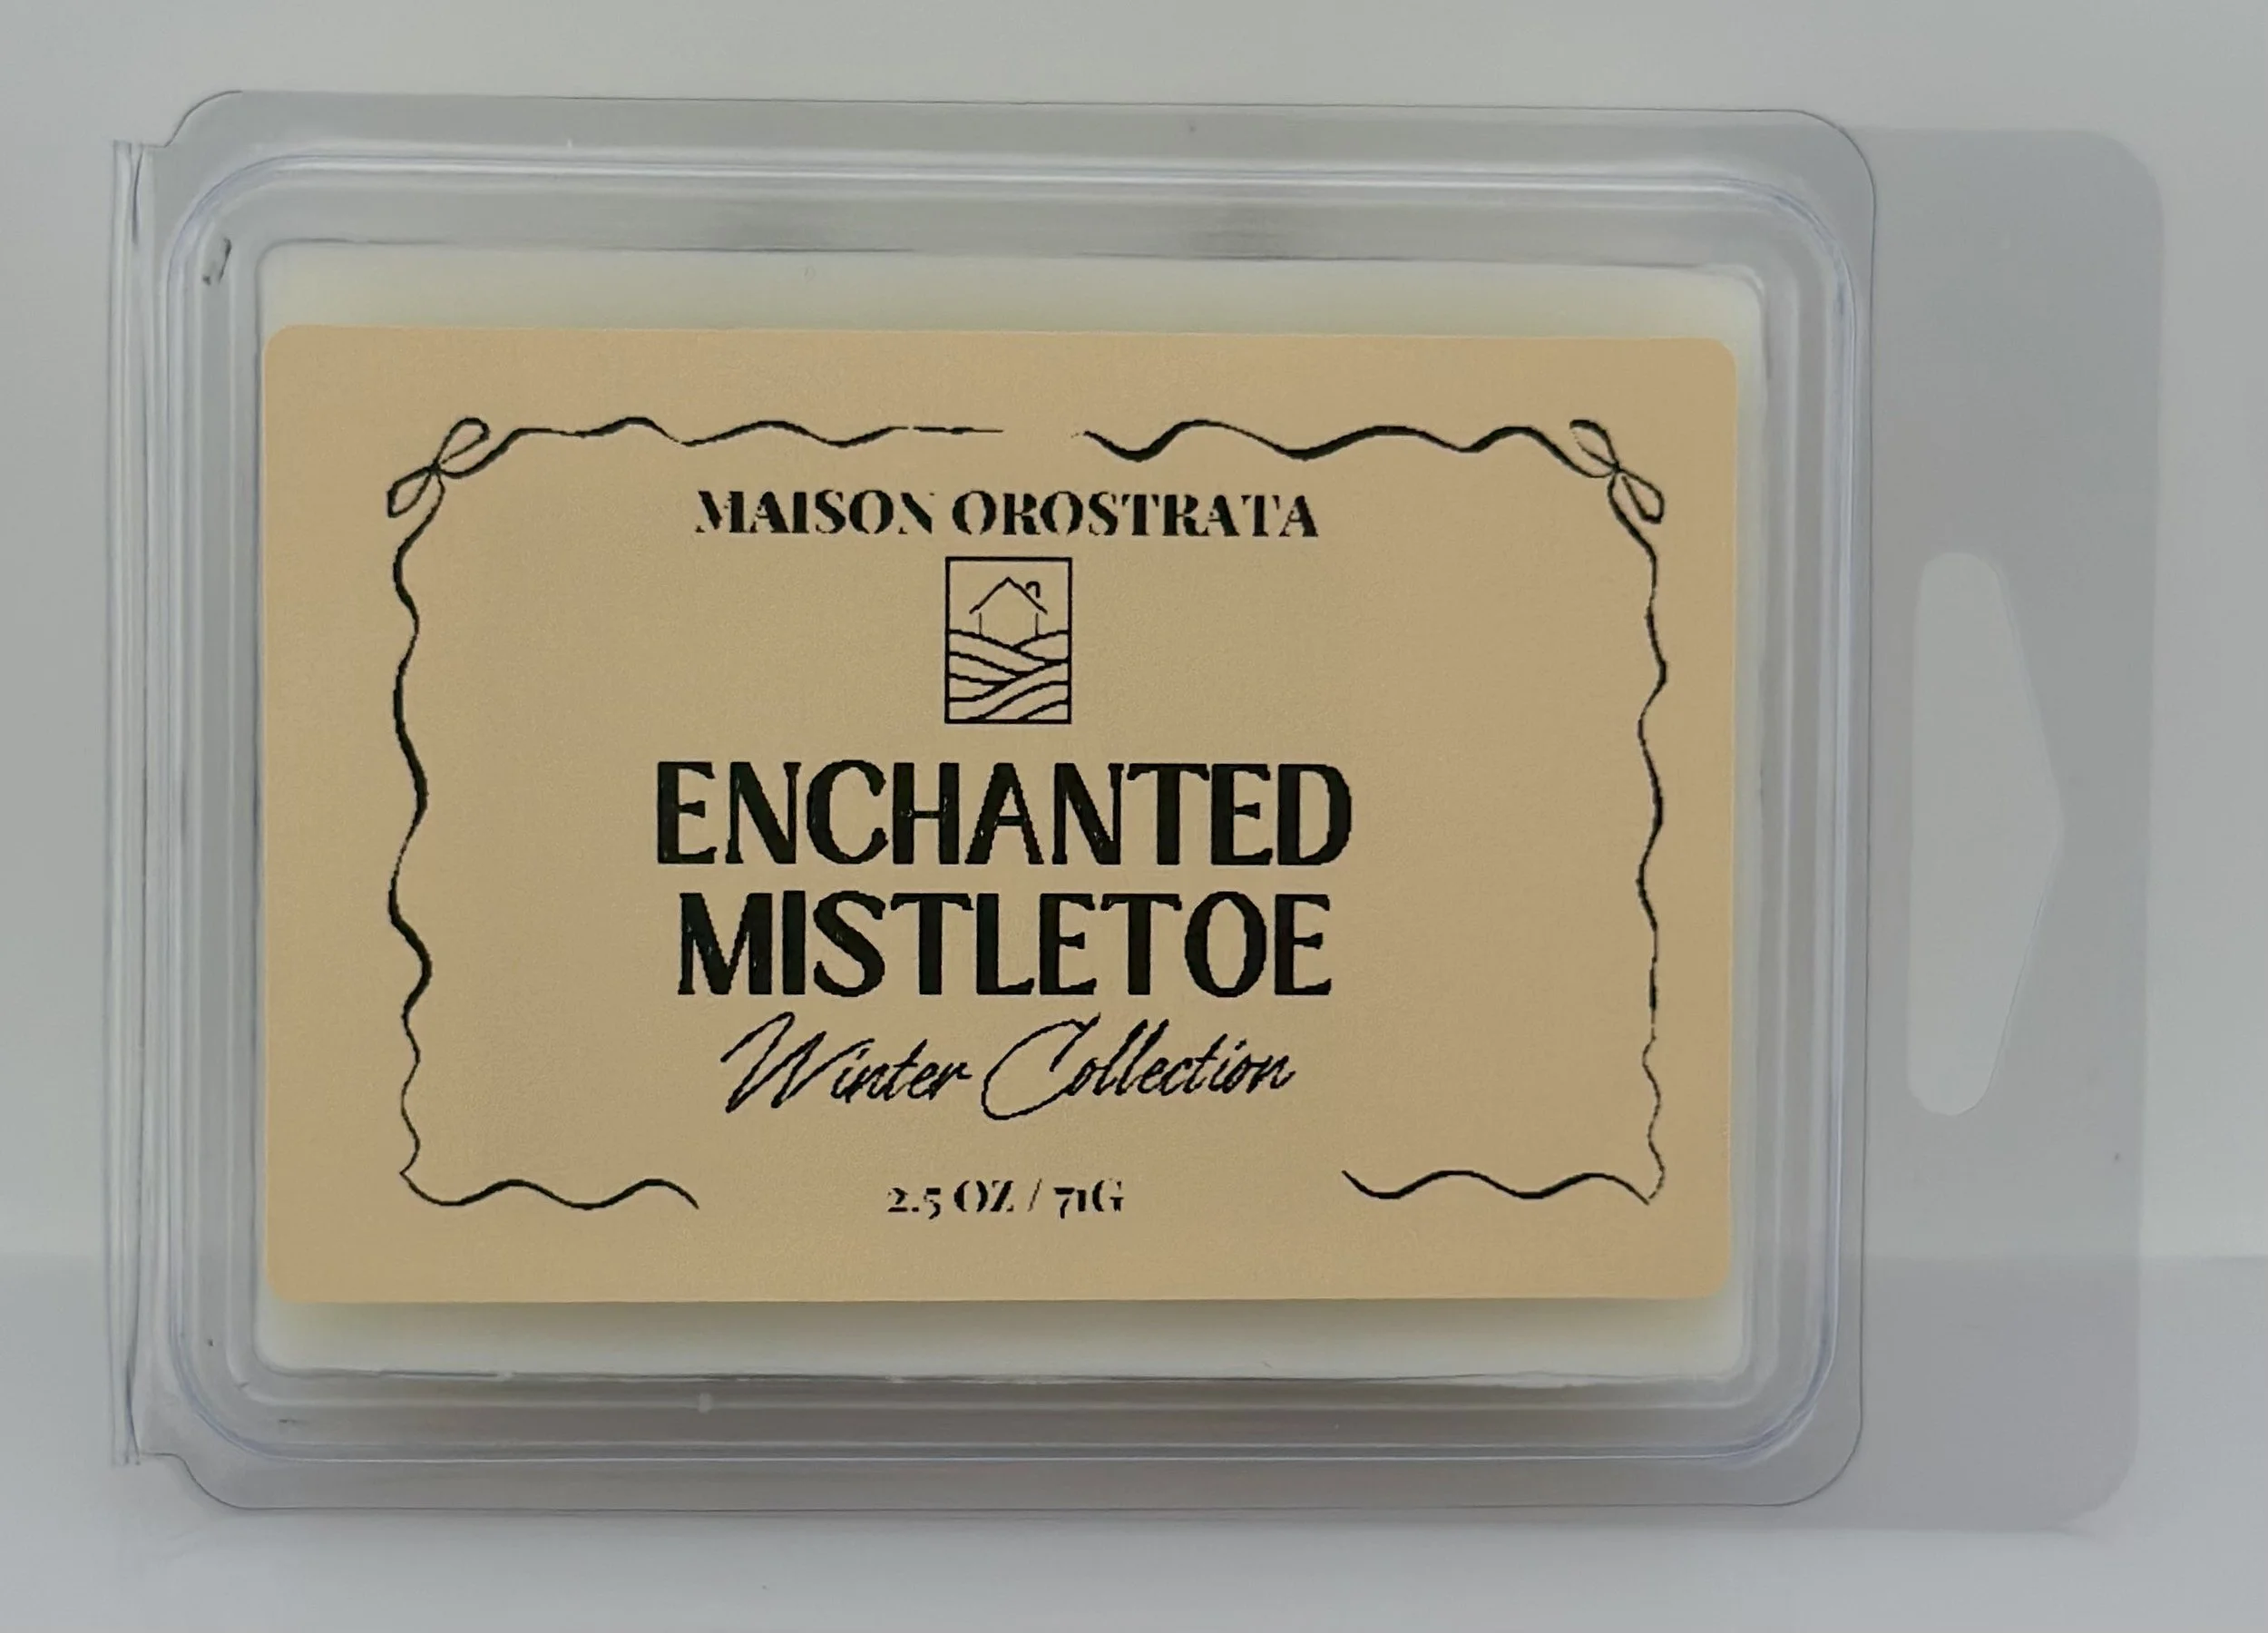 MAISON OROSTRATA
ENCHANTED
MISTLETOE
Winter Collection
2.5 OZ / 71G